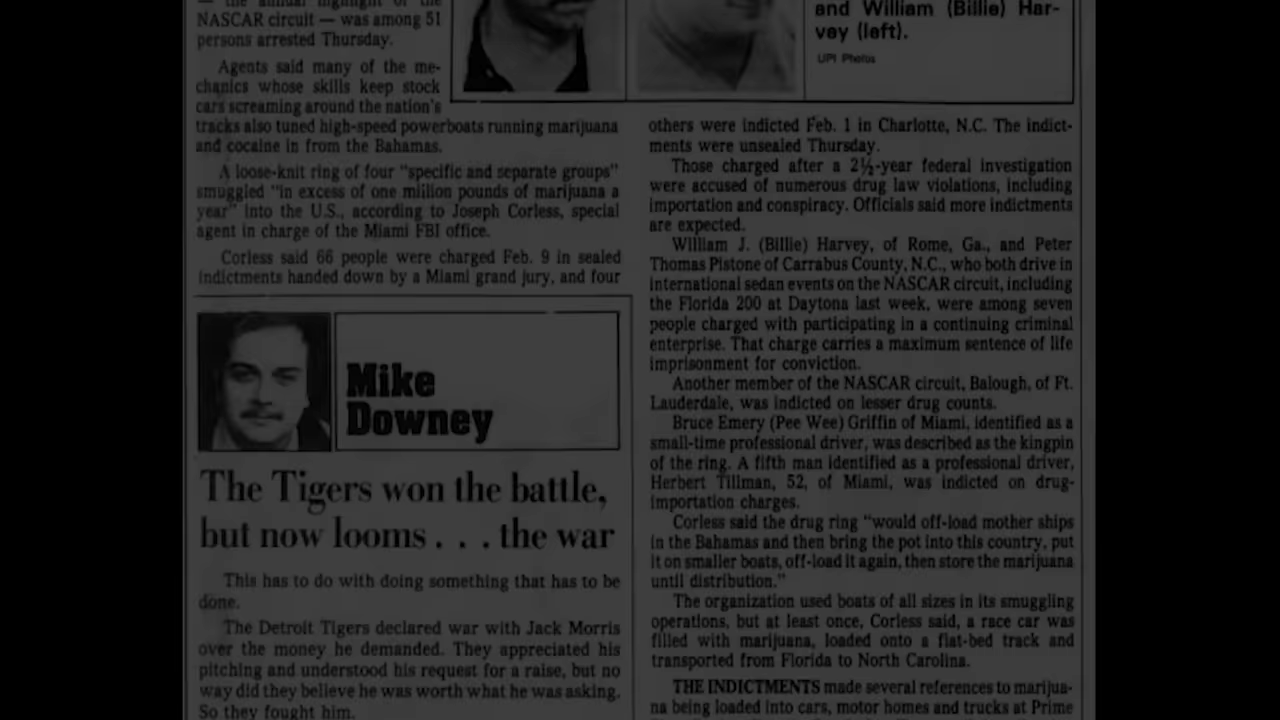 — the annual highlight of the
NASCAR circuit — was among 51
persons arrested Thursday.
Agents said many of the me-
chanics whose skills keep stock
cars screaming around the nation's
tracks also tuned high-speed powerboats running marijuana
and cocaine in from the Bahamas.
A loose-knit ring of four "specific and separate groups"
smuggled "in excess of one million pounds of marijuana a
year" into the U.S., according to Joseph Corless, special
agent in charge of the Miami FBI office.
Corless said 66 people were charged Feb. 9 in sealed
indictments handed down by a Miami grand jury, and four
and William (Billie) Har-
vey (left).
UPI Photos
others were indicted Feb. 1 in Charlotte, N.C. The indict-
ments were unsealed Thursday.
Those charged after a 2½-year federal investigation
were accused of numerous drug law violations, including
importation and conspiracy. Officials said more indictments
are expected.
William J. (Billie) Harvey, of Rome, Ga., and Peter
Thomas Pistone of Carrabus County, N.C., who both drive in
international sedan events on the NASCAR circuit, including
the Florida 200 at Daytona last week, were among seven
people charged with participating in a continuing criminal
enterprise. That charge carries a maximum sentence of life
imprisonment for conviction.
Another member of the NASCAR circuit, Balough, of Ft.
Lauderdale, was indicted on lesser drug counts.
Bruce Emery (Pee Wee) Griffin of Miami, identified as a
small-time professional driver, was described as the kingpin
of the ring. A fifth man identified as a professional driver,
Herbert Tillman, 52, of Miami, was indicted on drug-
importation charges.
Corless said the drug ring "would off-load mother ships
in the Bahamas and then bring the pot into this country, put
it on smaller boats, off-load it again, then store the marijuana
until distribution."
The organization used boats of all sizes in its smuggling
operations, but at least once, Corless said, a race car was
filled with marijuana, loaded onto a flat-bed track and
transported from Florida to North Carolina.
THE INDICTMENTS made several references to marijua-
na being loaded into cars, motor homes and trucks at Prime
Mike
Downey
The Tigers won the battle,
but now looms . . . the war
This has to do with doing something that has to be
done.
The Detroit Tigers declared war with Jack Morris
over the money he demanded. They appreciated his
pitching and understood his request for a raise, but no
way did they believe he was worth what he was asking.
So they fought him.